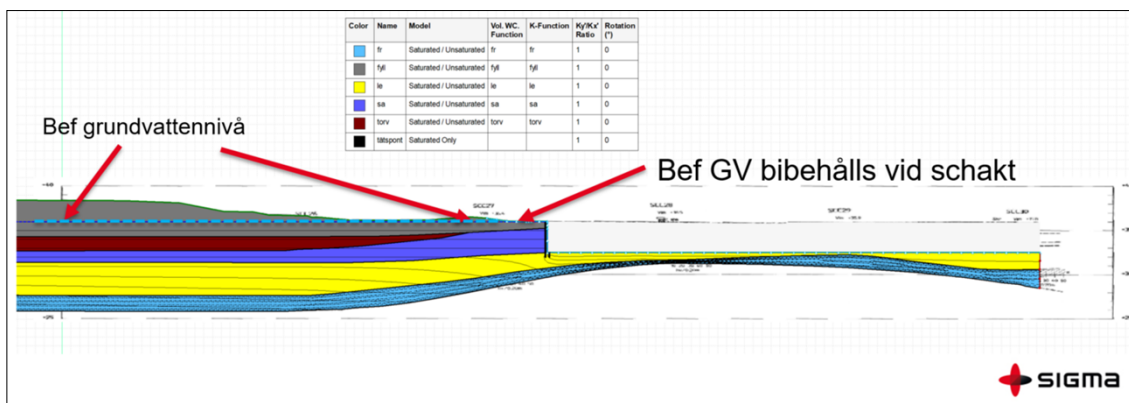 Color Name Model Vol. WC. Function K-Function Ky'/Kx' Ratio Rotation (°)
fr Saturated / Unsaturated fr fr 1 0
fyll Saturated / Unsaturated fyll fyll 1 0
le Saturated / Unsaturated le le 1 0
sa Saturated / Unsaturated sa sa 1 0
torv Saturated / Unsaturated torv torv 1 0
tätspont Saturated Only 1 0
Bef grundvattennivå
Bef GV bibehålls vid schakt
SCC27
SCC28
SCC29
sigma